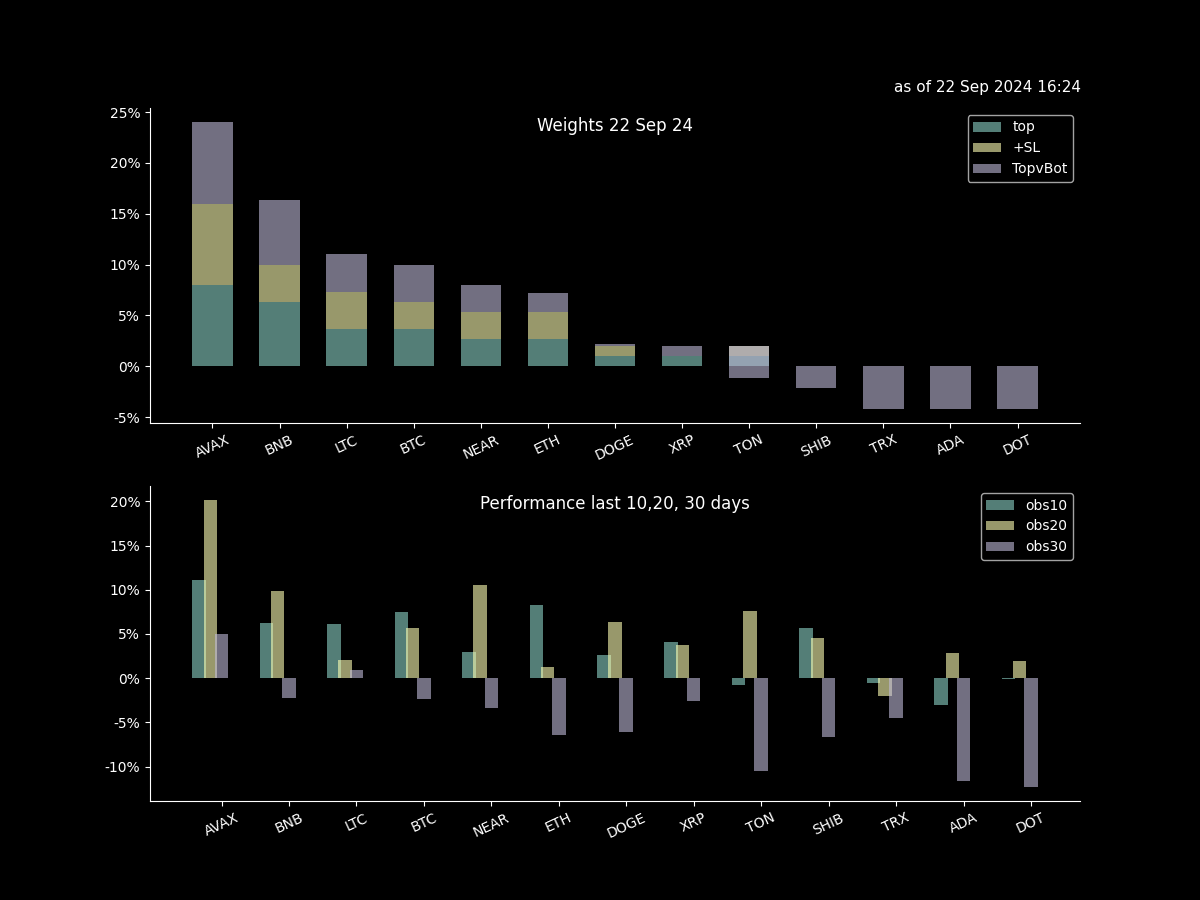 as of 22 Sep 2024 16:24
Weights 22 Sep 24
top
+SL
TopvBot
25%
20%
15%
10%
5%
0%
-5%
AVAX BNB LTC BTC NEAR ETH DOGE XRP TON SHIB TRX ADA DOT
Performance last 10,20, 30 days
obs10
obs20
obs30
20%
15%
10%
5%
0%
-5%
-10%
AVAX BNB LTC BTC NEAR ETH DOGE XRP TON SHIB TRX ADA DOT